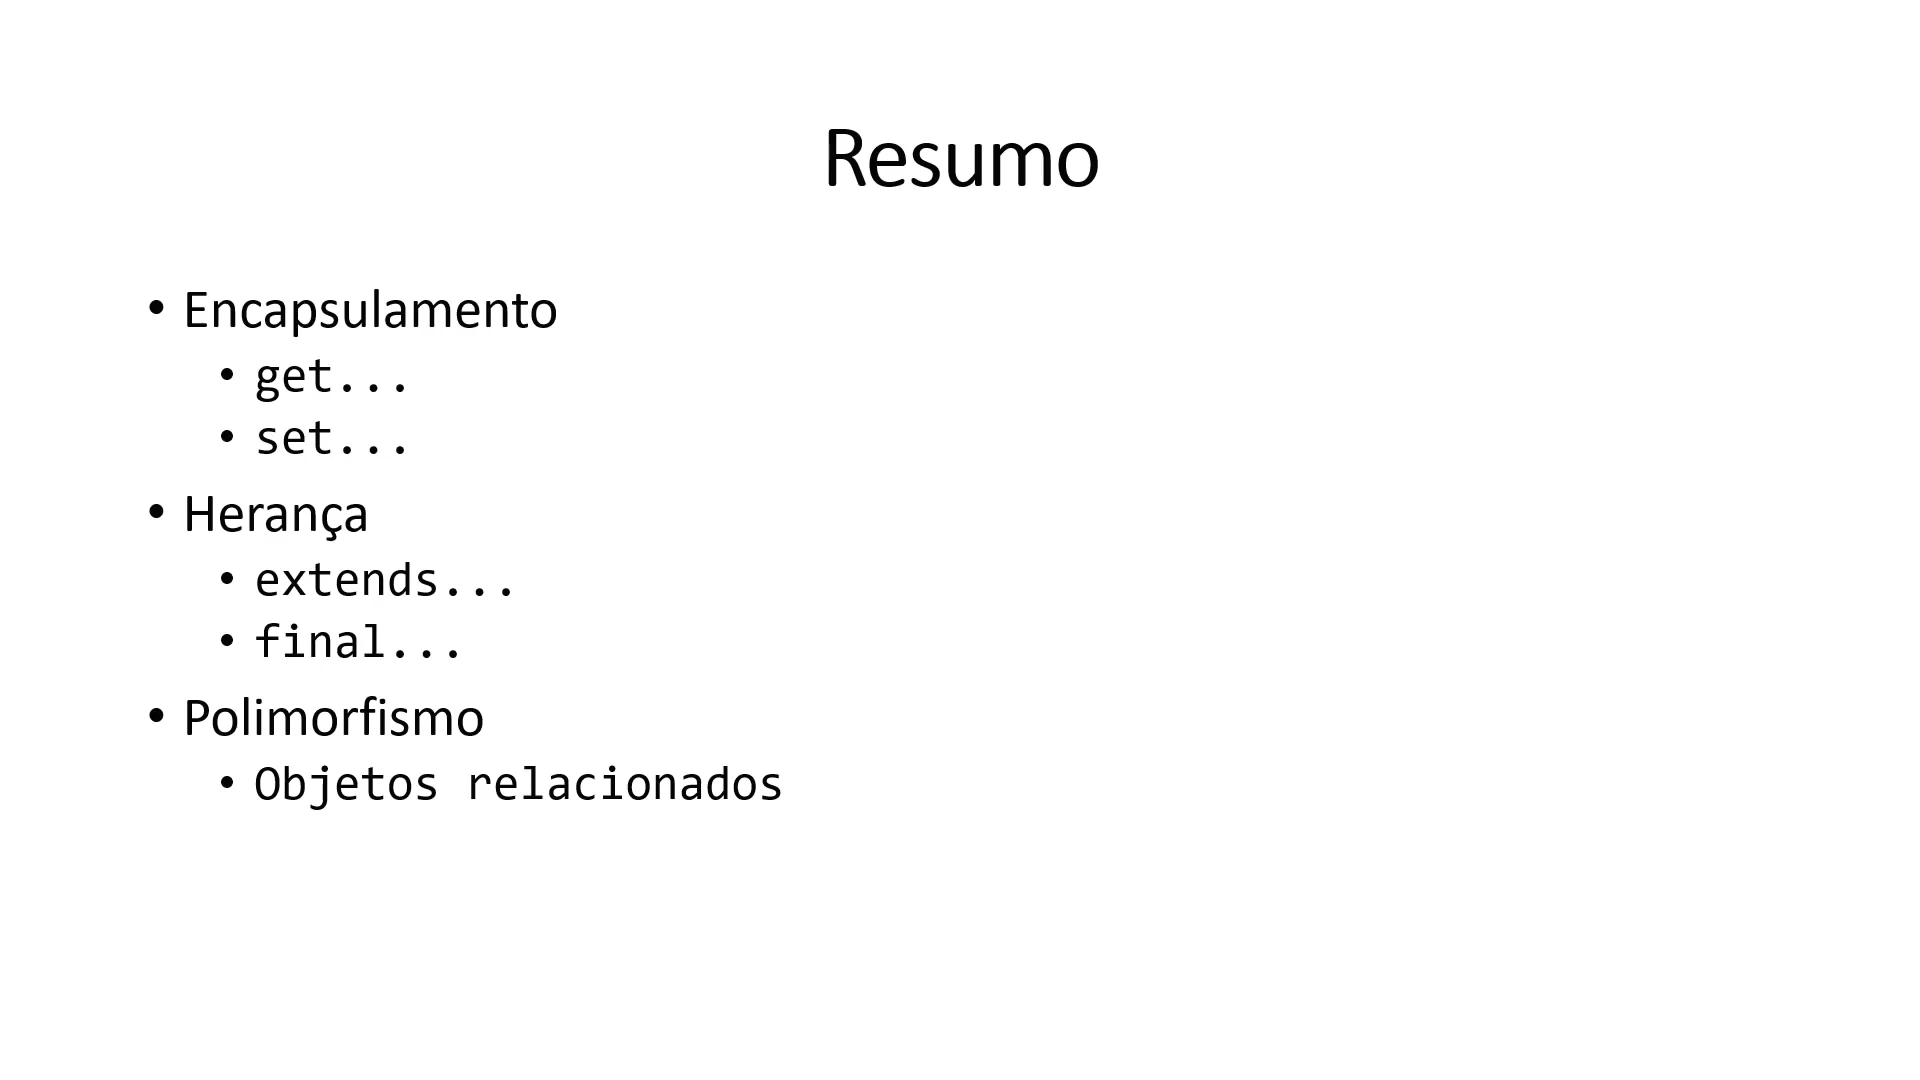 Resumo
• Encapsulamento
• get...
• set...
• Herança
• extends...
• final...
• Polimorfismo
• Objetos relacionados